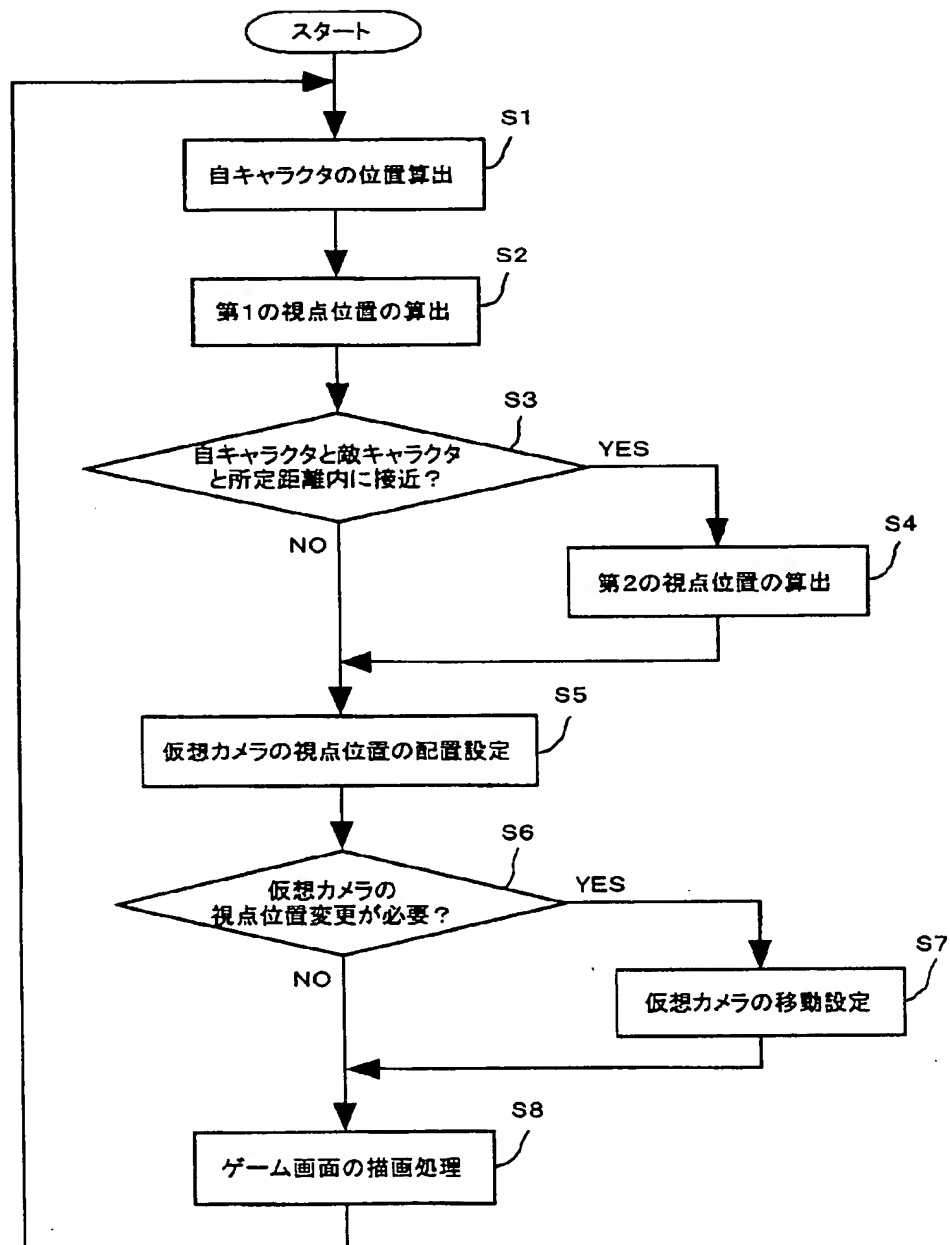 スタート
S1
自キャラクタの位置算出
S2
第1の視点位置の算出
S3
自キャラクタと敵キャラクタ
と所定距離内に接近？
YES
NO
S4
第2の視点位置の算出
S5
仮想カメラの視点位置の配置設定
S6
仮想カメラの
視点位置変更が必要？
YES
NO
S7
仮想カメラの移動設定
S8
ゲーム画面の描画処理